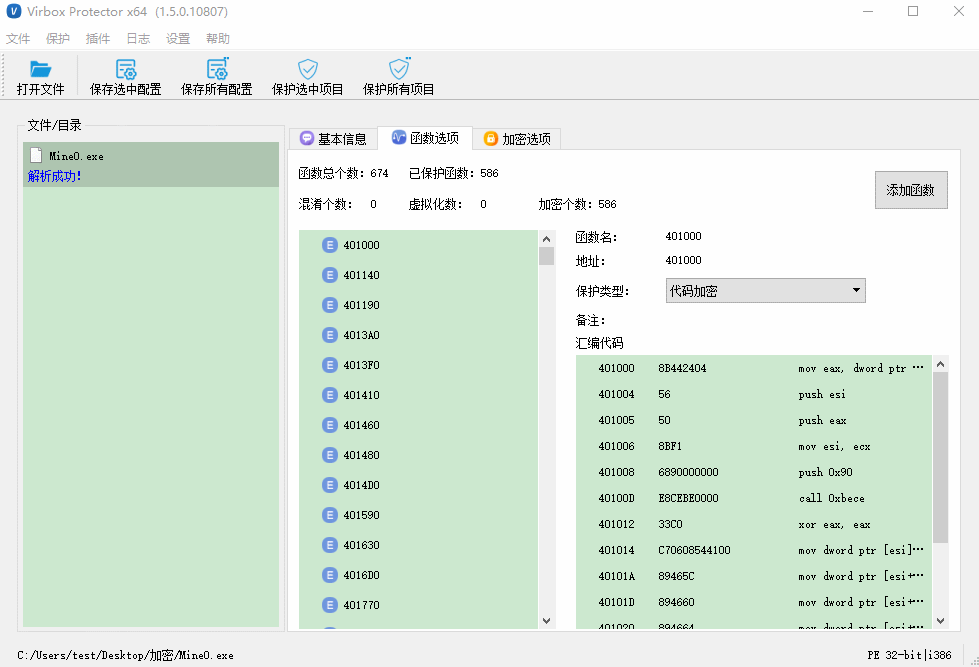 Virbox Protector x64 (1.5.0.10807)
文件 保护 插件 日志 设置 帮助
打开文件 保存选中配置 保存所有配置 保护选中项目 保护所有项目
文件/目录
Mine0.exe
解析成功!
基本信息 函数选项 加密选项
函数总个数: 674 已保护函数: 586
混淆个数: 0 虚拟化数: 0 加密个数: 586
添加函数
E 401000
E 401140
E 401190
E 4013A0
E 4013F0
E 401410
E 401460
E 401480
E 4014D0
E 401590
E 401630
E 4016D0
E 401770
函数名: 401000
地址: 401000
保护类型: 代码加密
备注:
汇编代码
401000 8B442404 mov eax, dword ptr ···
401004 56 push esi
401005 50 push eax
401006 8BF1 mov esi, ecx
401008 6890000000 push 0x90
40100D E8CEBE0000 call 0xbece
401012 33C0 xor eax, eax
401014 C70608544100 mov dword ptr [esi]···
40101A 89465C mov dword ptr [esi+···
40101D 894660 mov dword ptr [esi+···
401020 894664 mov dword ptr [esi+···
C:/Users/test/Desktop/加密/Mine0.exe
PE 32-bit|i386